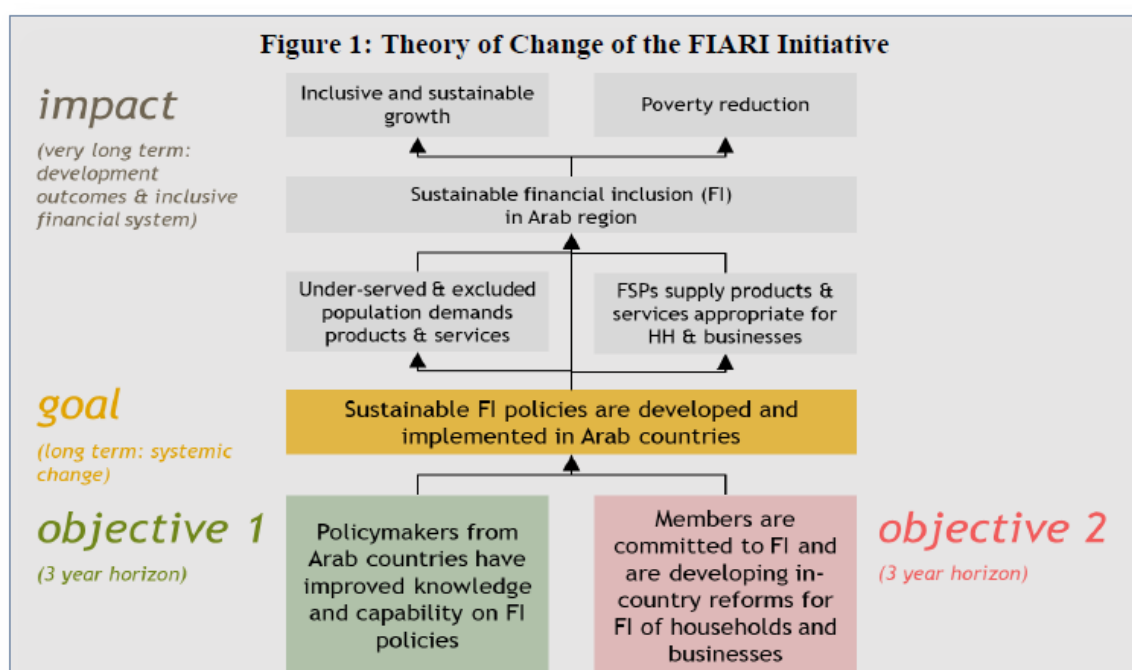 Figure 1: Theory of Change of the FIARI Initiative
impact
(very long term:
development
outcomes & inclusive
financial system)
Inclusive and sustainable
growth
Poverty reduction
Sustainable financial inclusion (FI)
in Arab region
Under-served & excluded
population demands
products & services
FSPs supply products &
services appropriate for
HH & businesses
goal
(long term: systemic
change)
Sustainable FI policies are developed and
implemented in Arab countries
objective 1
(3 year horizon)
Policymakers from
Arab countries have
improved knowledge
and capability on FI
policies
Members are
committed to FI and
are developing in-
country reforms for
FI of households and
businesses
objective 2
(3 year horizon)